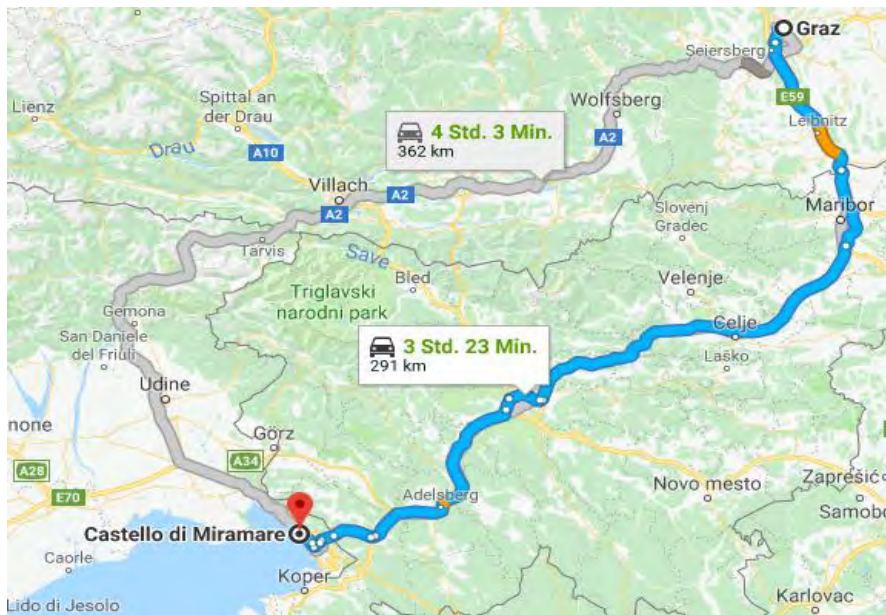 Graz
Seiersberg
Lienz
Spittal an
der Drau
Wolfsberg
E59
Leibnitz
4 Std. 3 Min.
362 km
A2
Drau
A10
Villach
A2
A2
Maribor
Slovenj
Gradec
Tarvis
Save
Bled
Velenje
Triglavski
narodni park
Gemona
San Daniele
del Friuli
Celje
3 Std. 23 Min.
291 km
Laško
Udine
none
Görz
A34
A28
E70
Adelsberg
Novo mesto
Zaprešić
Samobo
Castello di Miramare
Caorle
Koper
Karlovac
Lido di Jesolo